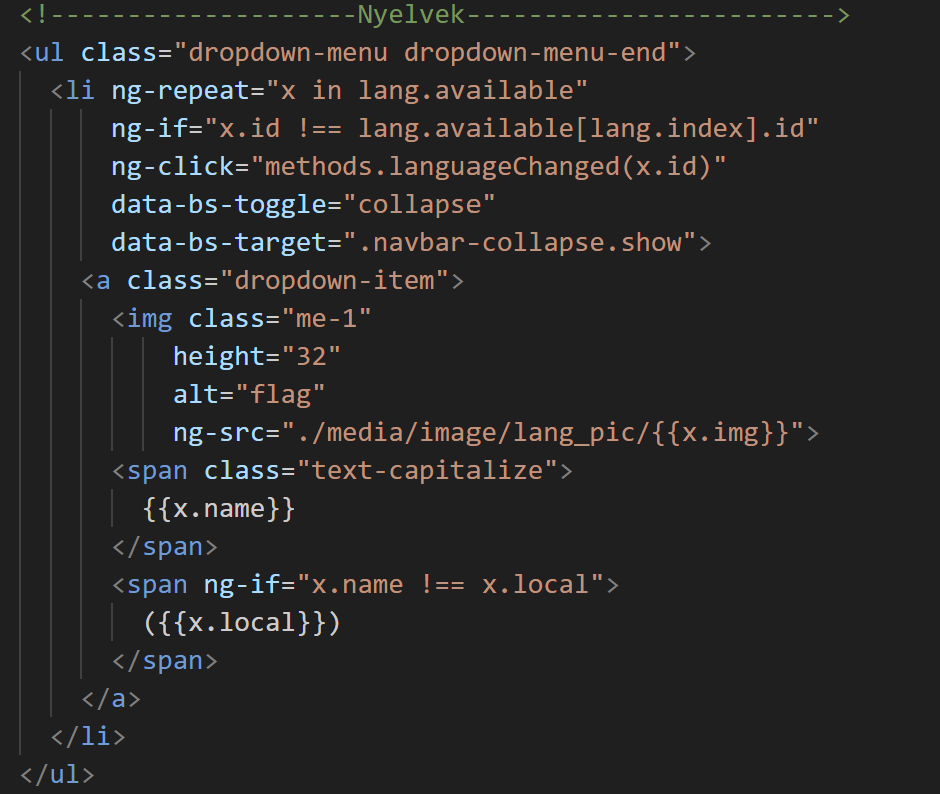 <!--------------------Nyelvek------------------------>
<ul class="dropdown-menu dropdown-menu-end">
<li ng-repeat="x in lang.available"
ng-if="x.id !== lang.available[lang.index].id"
ng-click="methods.languageChanged(x.id)"
data-bs-toggle="collapse"
data-bs-target=".navbar-collapse.show">
<a class="dropdown-item">
<img class="me-1"
height="32"
alt="flag"
ng-src="./media/image/lang_pic/{{x.img}}">
<span class="text-capitalize">
{{x.name}}
</span>
<span ng-if="x.name !== x.local">
({{x.local}})
</span>
</a>
</li>
</ul>